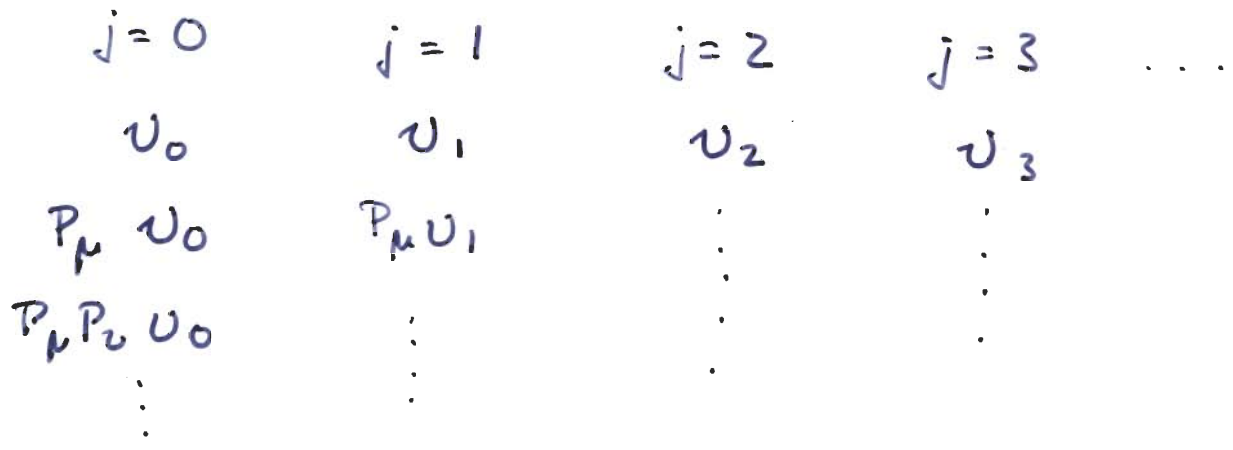 j = 0 j = 1 j = 2 j = 3 ...
v₀ v₁ v₂ v₃
P_μ v₀ P_μ v₁
P_μ P_ν v₀